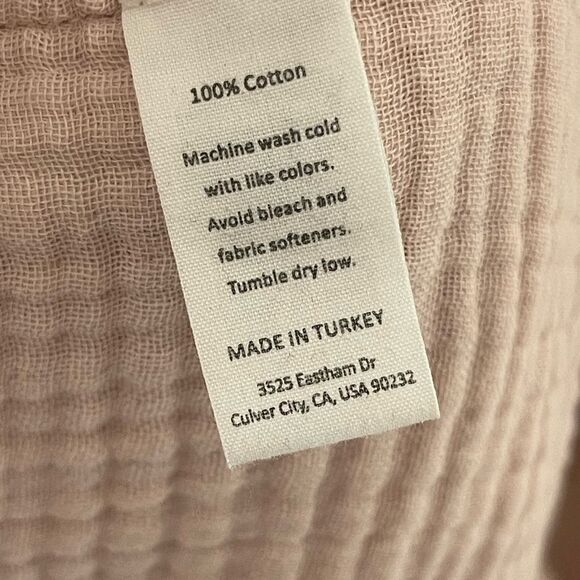 100% Cotton
Machine wash cold
with like colors.
Avoid bleach and
fabric softeners.
Tumble dry low.
MADE IN TURKEY
3525 Eastham Dr
Culver City, CA, USA 90232